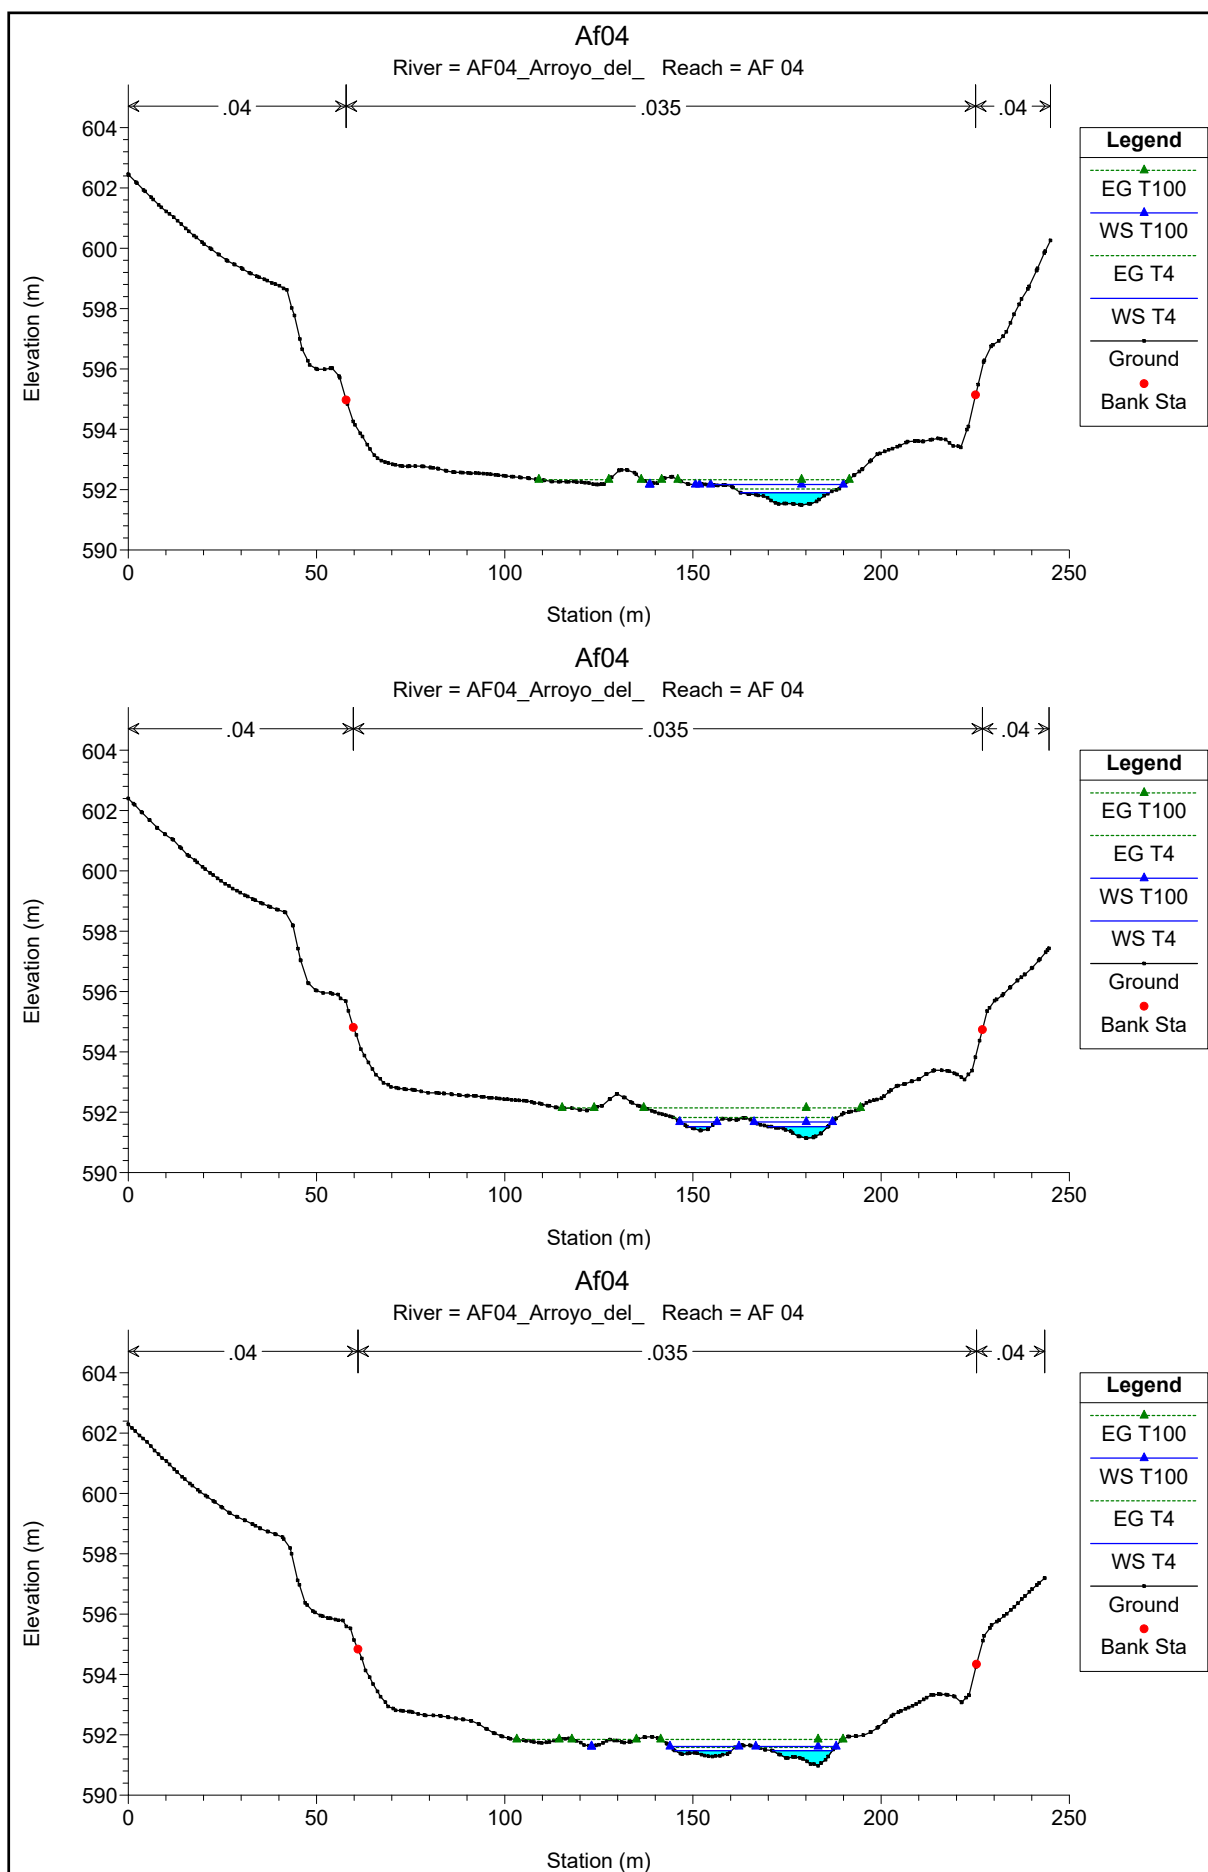 Af04
River = AF04_Arroyo_del_ Reach = AF 04
.04 .035 .04
604
602
600
598
596
594
592
590
Elevation (m)
0 50 100 150 200 250
Station (m)
Legend
EG T100
WS T100
EG T4
WS T4
Ground
Bank Sta
Af04
River = AF04_Arroyo_del_ Reach = AF 04
.04 .035 .04
604
602
600
598
596
594
592
590
Elevation (m)
0 50 100 150 200 250
Station (m)
Legend
EG T100
EG T4
WS T100
WS T4
Ground
Bank Sta
Af04
River = AF04_Arroyo_del_ Reach = AF 04
.04 .035 .04
604
602
600
598
596
594
592
590
Elevation (m)
0 50 100 150 200 250
Station (m)
Legend
EG T100
WS T100
EG T4
WS T4
Ground
Bank Sta